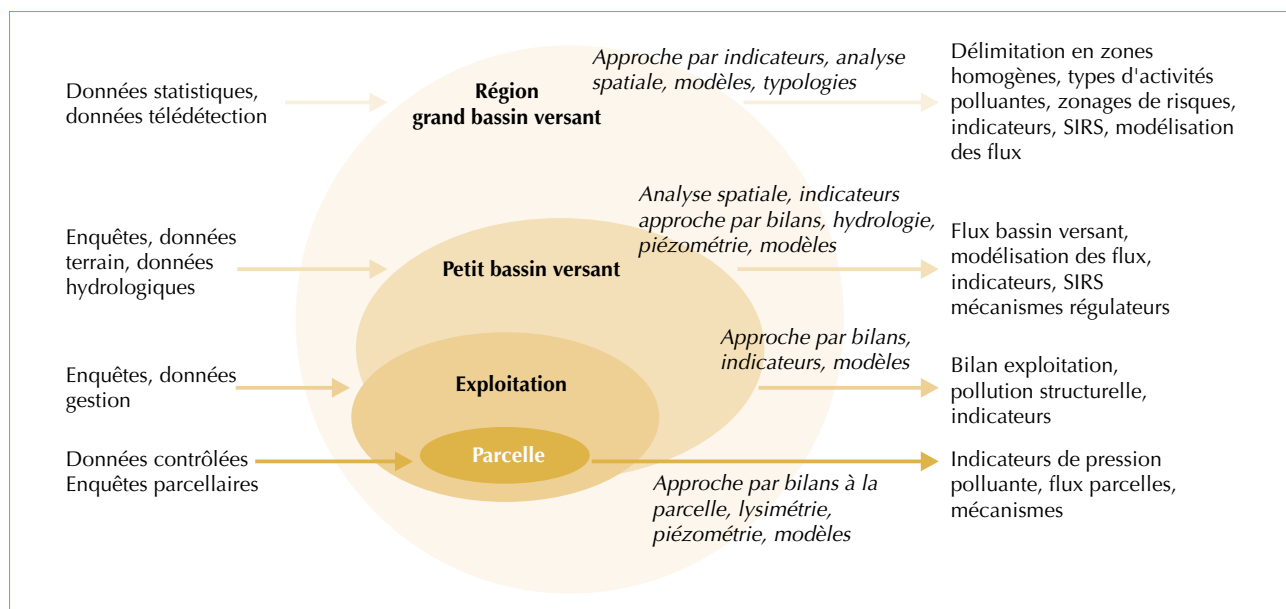 Données statistiques,
données télédétection
Région
grand bassin versant
Approche par indicateurs, analyse
spatiale, modèles, typologies
Délimitation en zones
homogènes, types d'activités
polluantes, zonages de risques,
indicateurs, SIRS, modélisation
des flux
Enquêtes, données
terrain, données
hydrologiques
Petit bassin versant
Analyse spatiale, indicateurs
approche par bilans, hydrologie,
piézométrie, modèles
Flux bassin versant,
modélisation des flux,
indicateurs, SIRS
mécanismes régulateurs
Enquêtes, données
gestion
Exploitation
Approche par bilans,
indicateurs, modèles
Bilan exploitation,
pollution structurelle,
indicateurs
Données contrôlées
Enquêtes parcellaires
Parcelle
Approche par bilans à la
parcelle, lysimétrie,
piézométrie, modèles
Indicateurs de pression
polluante, flux parcelles,
mécanismes